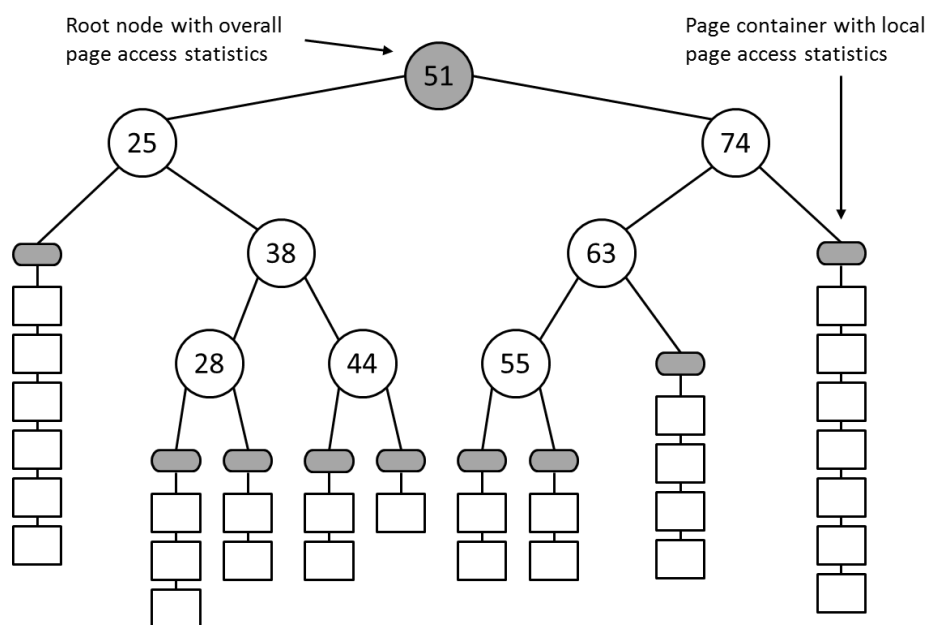 Root node with overall
page access statistics
Page container with local
page access statistics
51
25
74
38
63
28
44
55